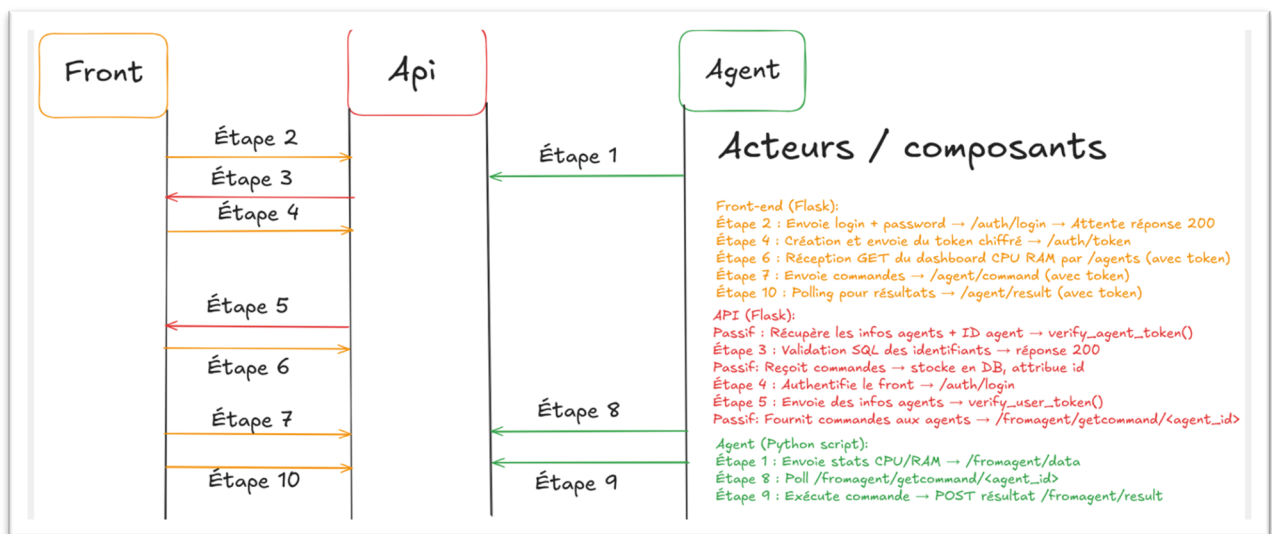 Front
Api
Agent
Étape 2
Étape 3
Étape 4
Étape 5
Étape 6
Étape 7
Étape 10
Étape 1
Étape 8
Étape 9
Acteurs / composants
Front-end (Flask):
Étape 2 : Envoie login + password → /auth/login → Attente réponse 200
Étape 4 : Création et envoie du token chiffré → /auth/token
Étape 6 : Réception GET du dashboard CPU RAM par /agents (avec token)
Étape 7 : Envoie commandes → /agent/command (avec token)
Étape 10 : Polling pour résultats → /agent/result (avec token)
API (Flask):
Passif : Récupère les infos agents + ID agent → verify_agent_token()
Étape 3 : Validation SQL des identifiants → réponse 200
Passif: Reçoit commandes → stocke en DB, attribue id
Étape 4 : Authentifie le front → /auth/login
Étape 5 : Envoie des infos agents → verify_user_token()
Passif: Fournit commandes aux agents → /fromagent/getcommand/<agent_id>
Agent (Python script):
Étape 1 : Envoie stats CPU/RAM → /fromagent/data
Étape 8 : Poll /fromagent/getcommand/<agent_id>
Étape 9 : Exécute commande → POST résultat /fromagent/result